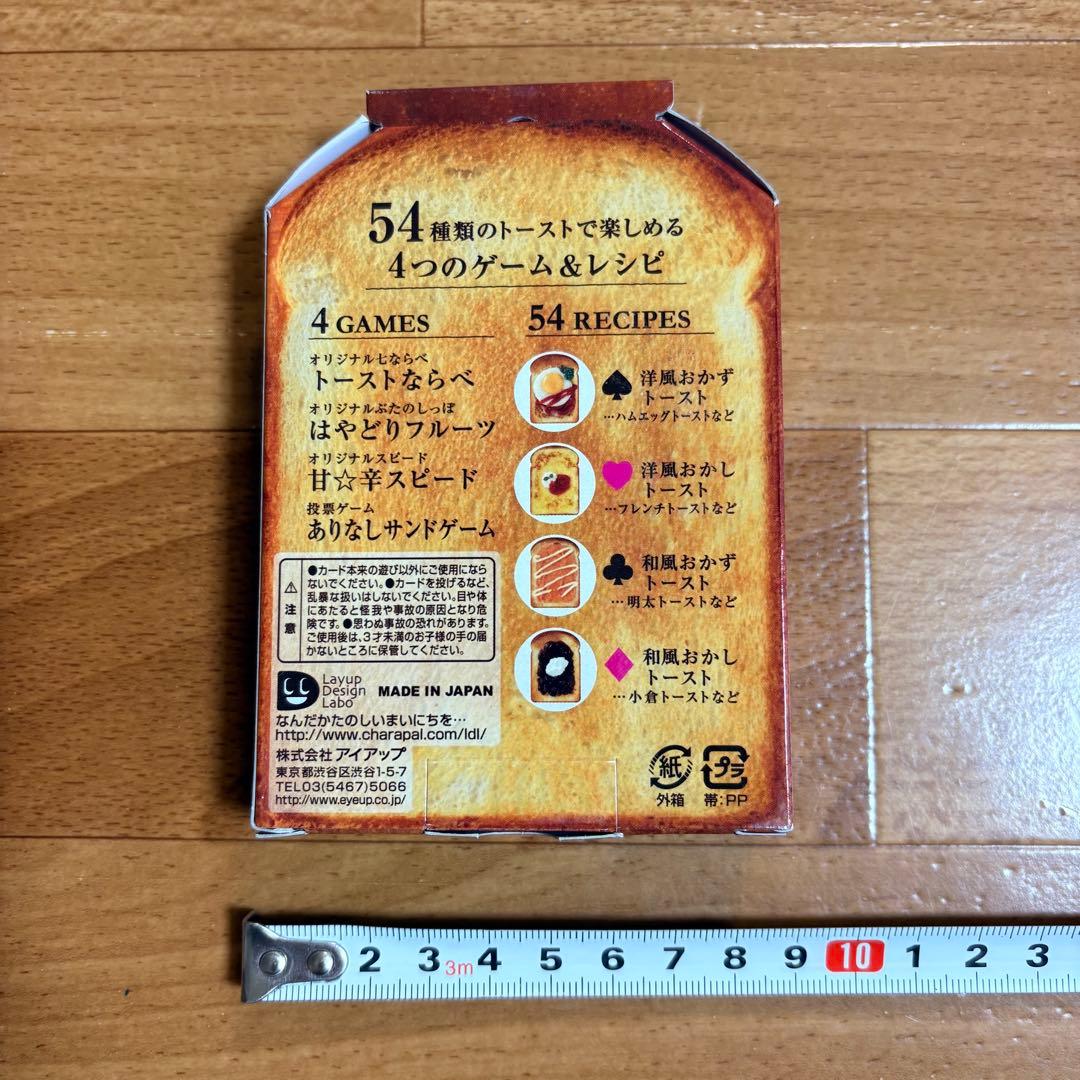 54種類のトーストで楽しめる
4つのゲーム&レシピ
4 GAMES
オリジナル七ならべ
トーストならべ
オリジナルぶたのしっぽ
はやどりフルーツ
オリジナルスピード
甘☆辛スピード
投票ゲーム
ありなしサンドゲーム
54 RECIPES
♠ 洋風おかず
トースト
…ハムエッグトーストなど
♥ 洋風おかし
トースト
…フレンチトーストなど
♣ 和風おかず
トースト
…明太トーストなど
♦ 和風おかし
トースト
…小倉トーストなど
⚠
注意
●カード本来の遊び以外にご使用になら
ないでください。●カードを投げるなど、
乱暴な扱いはしないでください。目や体
にあたると怪我や事故の原因となり危
険です。●思わぬ事故の恐れがあります。
ご使用後は、3才未満のお子様の手の届
かないところに保管してください。
Layup
Design
Labo
MADE IN JAPAN
なんだかたのしいまいにちを…
http://www.charapal.com/ldl/
株式会社 アイアップ
東京都渋谷区渋谷1-5-7
TEL03(5467)5066
http://www.eyeup.co.jp/
紙
外箱
プラ
帯:PP
2 3 3m 4 5 6 7 8 9 10 1 2 3